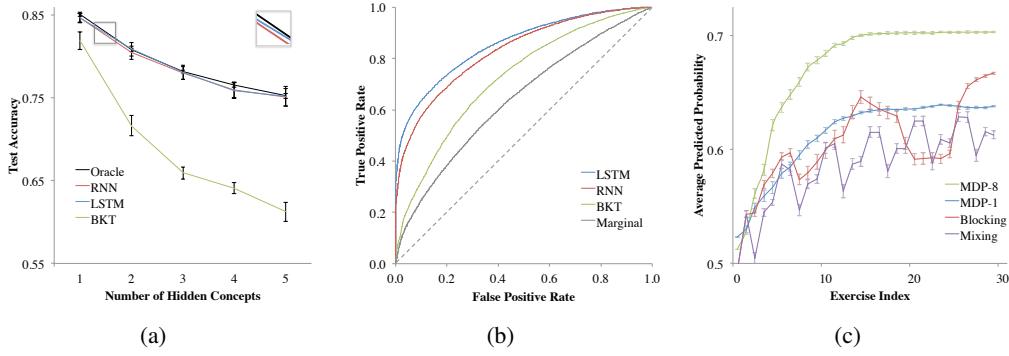 0.85
0.75
0.65
0.55
Test Accuracy
Oracle
RNN
LSTM
BKT
1 2 3 4 5
Number of Hidden Concepts
(a)
1.0
0.8
0.6
0.4
0.2
0.0
True Positive Rate
LSTM
RNN
BKT
Marginal
0.0 0.2 0.4 0.6 0.8 1.0
False Positive Rate
(b)
0.7
0.6
0.5
Average Predicted Probability
MDP-8
MDP-1
Blocking
Mixing
0 10 20 30
Exercise Index
(c)